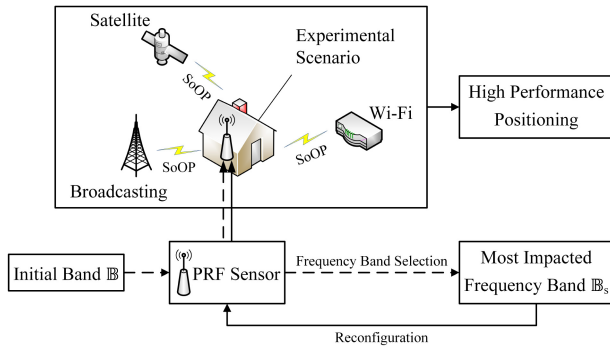 Satellite
Experimental
Scenario
SoOP
Wi-Fi
SoOP
SoOP
Broadcasting
High Performance
Positioning
Initial Band 𝔹
PRF Sensor
Frequency Band Selection
Most Impacted
Frequency Band 𝔹s
Reconfiguration